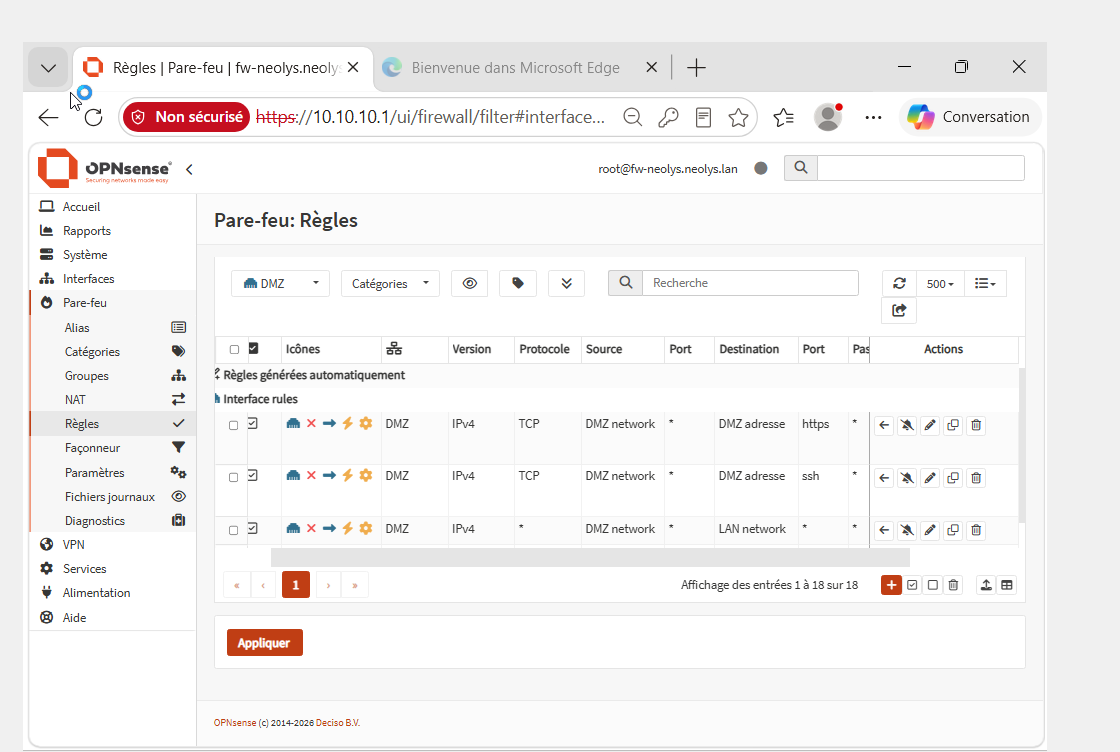 Règles | Pare-feu | fw-neolys.neoly
Bienvenue dans Microsoft Edge
Non sécurisé
https://10.10.10.1/ui/firewall/filter#interface...
Conversation
OPNsense®
Securing networks made easy
root@fw-neolys.neolys.lan
Accueil
Rapports
Système
Interfaces
Pare-feu
Alias
Catégories
Groupes
NAT
Règles
Façonneur
Paramètres
Fichiers journaux
Diagnostics
VPN
Services
Alimentation
Aide
Pare-feu: Règles
DMZ
Catégories
Recherche
500
Icônes Version Protocole Source Port Destination Port Pas Actions
Règles générées automatiquement
Interface rules
DMZ IPv4 TCP DMZ network * DMZ adresse https *
DMZ IPv4 TCP DMZ network * DMZ adresse ssh *
DMZ IPv4 * DMZ network * LAN network * *
« ‹ 1 › »
Affichage des entrées 1 à 18 sur 18
Appliquer
OPNsense (c) 2014-2026 Deciso B.V.